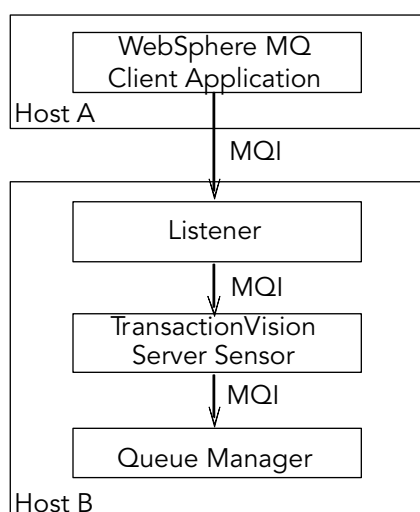 WebSphere MQ
Client Application
Host A
MQI
Listener
MQI
TransactionVision
Server Sensor
MQI
Queue Manager
Host B